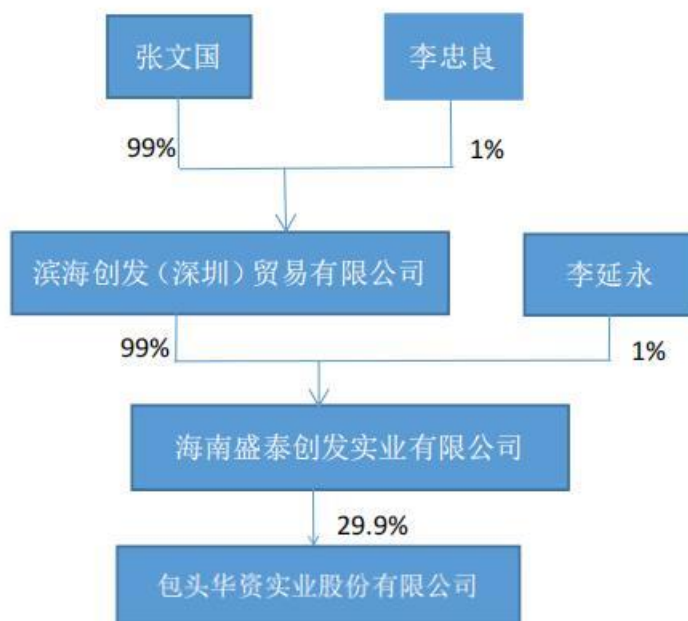 张文国
李忠良
99%
1%
滨海创发（深圳）贸易有限公司
李延永
99%
1%
海南盛泰创发实业有限公司
29.9%
包头华资实业股份有限公司